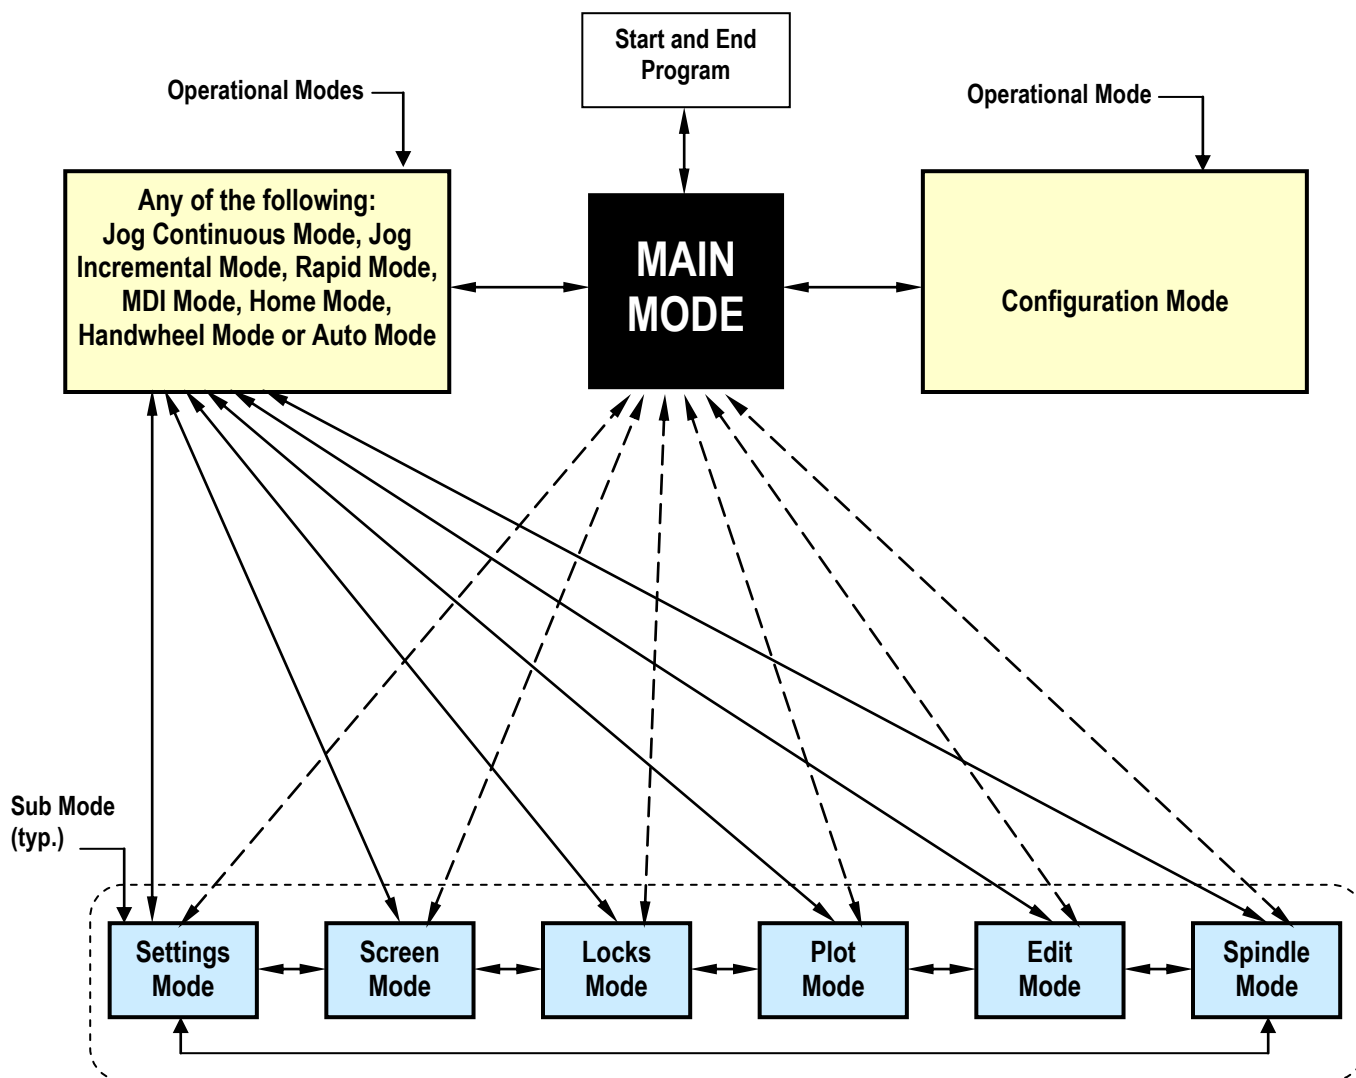 Start and End
Program
Operational Modes
Operational Mode
Any of the following:
Jog Continuous Mode, Jog
Incremental Mode, Rapid Mode,
MDI Mode, Home Mode,
Handwheel Mode or Auto Mode
MAIN
MODE
Configuration Mode
Sub Mode
(typ.)
Settings
Mode
Screen
Mode
Locks
Mode
Plot
Mode
Edit
Mode
Spindle
Mode